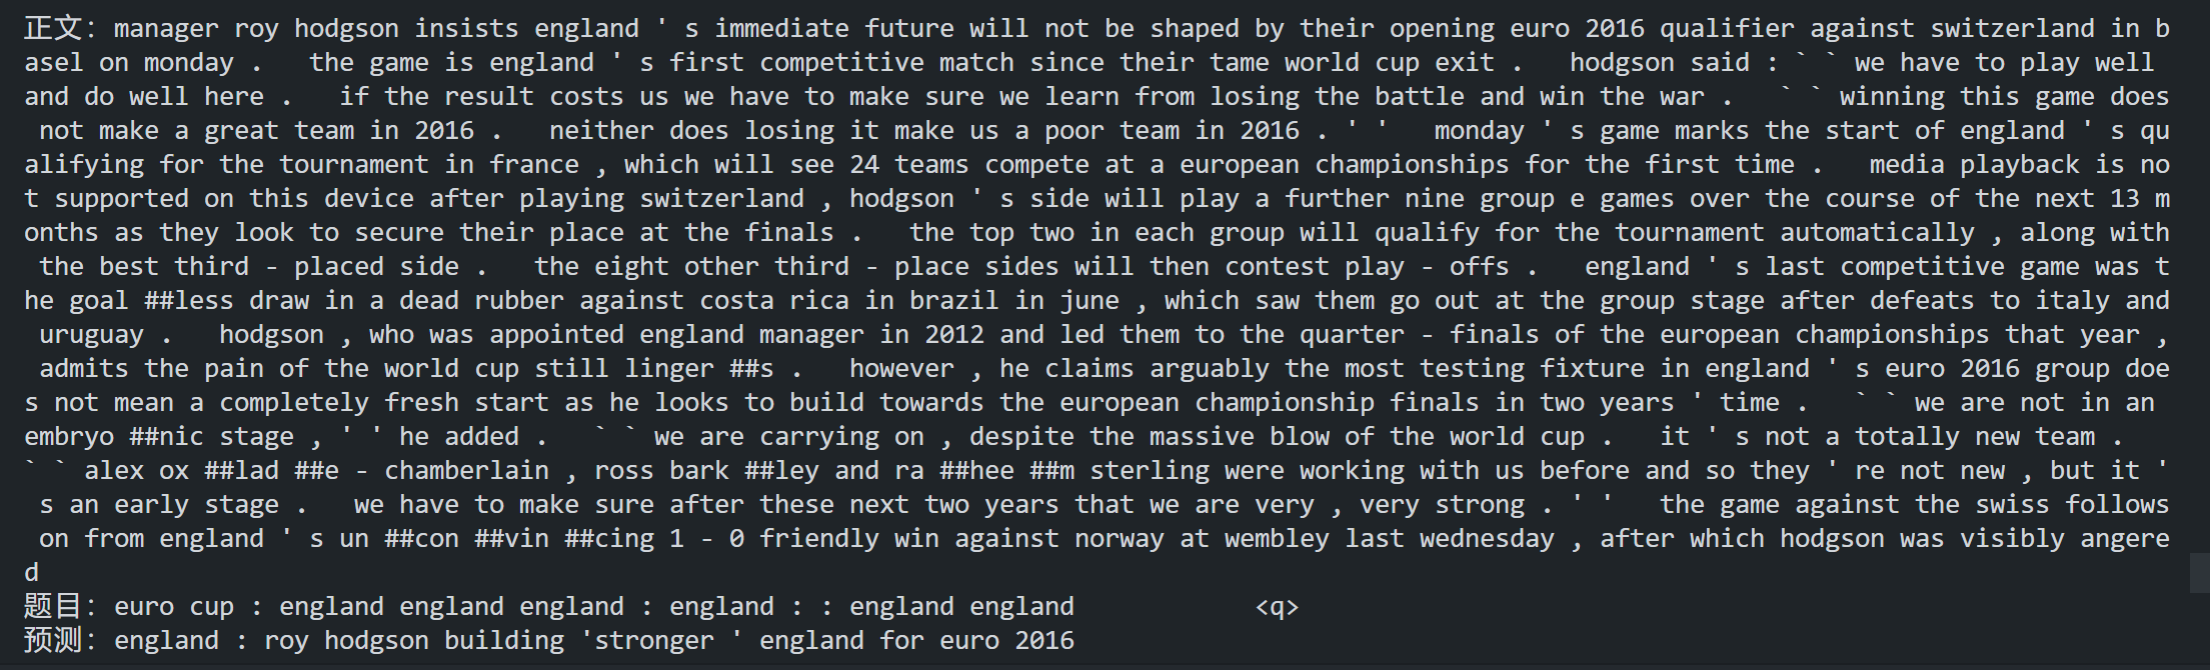 正文：manager roy hodgson insists england ' s immediate future will not be shaped by their opening euro 2016 qualifier against switzerland in b
asel on monday .   the game is england ' s first competitive match since their tame world cup exit .   hodgson said : ` ` we have to play well
and do well here .   if the result costs us we have to make sure we learn from losing the battle and win the war .   ` ` winning this game does
 not make a great team in 2016 .   neither does losing it make us a poor team in 2016 . ' '   monday ' s game marks the start of england ' s qu
alifying for the tournament in france , which will see 24 teams compete at a european championships for the first time .   media playback is no
t supported on this device after playing switzerland , hodgson ' s side will play a further nine group e games over the course of the next 13 m
onths as they look to secure their place at the finals .   the top two in each group will qualify for the tournament automatically , along with
 the best third - placed side .   the eight other third - place sides will then contest play - offs .   england ' s last competitive game was t
he goal ##less draw in a dead rubber against costa rica in brazil in june , which saw them go out at the group stage after defeats to italy and
 uruguay .   hodgson , who was appointed england manager in 2012 and led them to the quarter - finals of the european championships that year ,
 admits the pain of the world cup still linger ##s .   however , he claims arguably the most testing fixture in england ' s euro 2016 group doe
s not mean a completely fresh start as he looks to build towards the european championship finals in two years ' time .   ` ` we are not in an
embryo ##nic stage , ' ' he added .   ` ` we are carrying on , despite the massive blow of the world cup .   it ' s not a totally new team .
` ` alex ox ##lad ##e - chamberlain , ross bark ##ley and ra ##hee ##m sterling were working with us before and so they ' re not new , but it '
 s an early stage .   we have to make sure after these next two years that we are very , very strong . ' '   the game against the swiss follows
 on from england ' s un ##con ##vin ##cing 1 - 0 friendly win against norway at wembley last wednesday , after which hodgson was visibly angere
d
题目：euro cup : england england england : england : : england england            <q>
预测：england : roy hodgson building 'stronger ' england for euro 2016